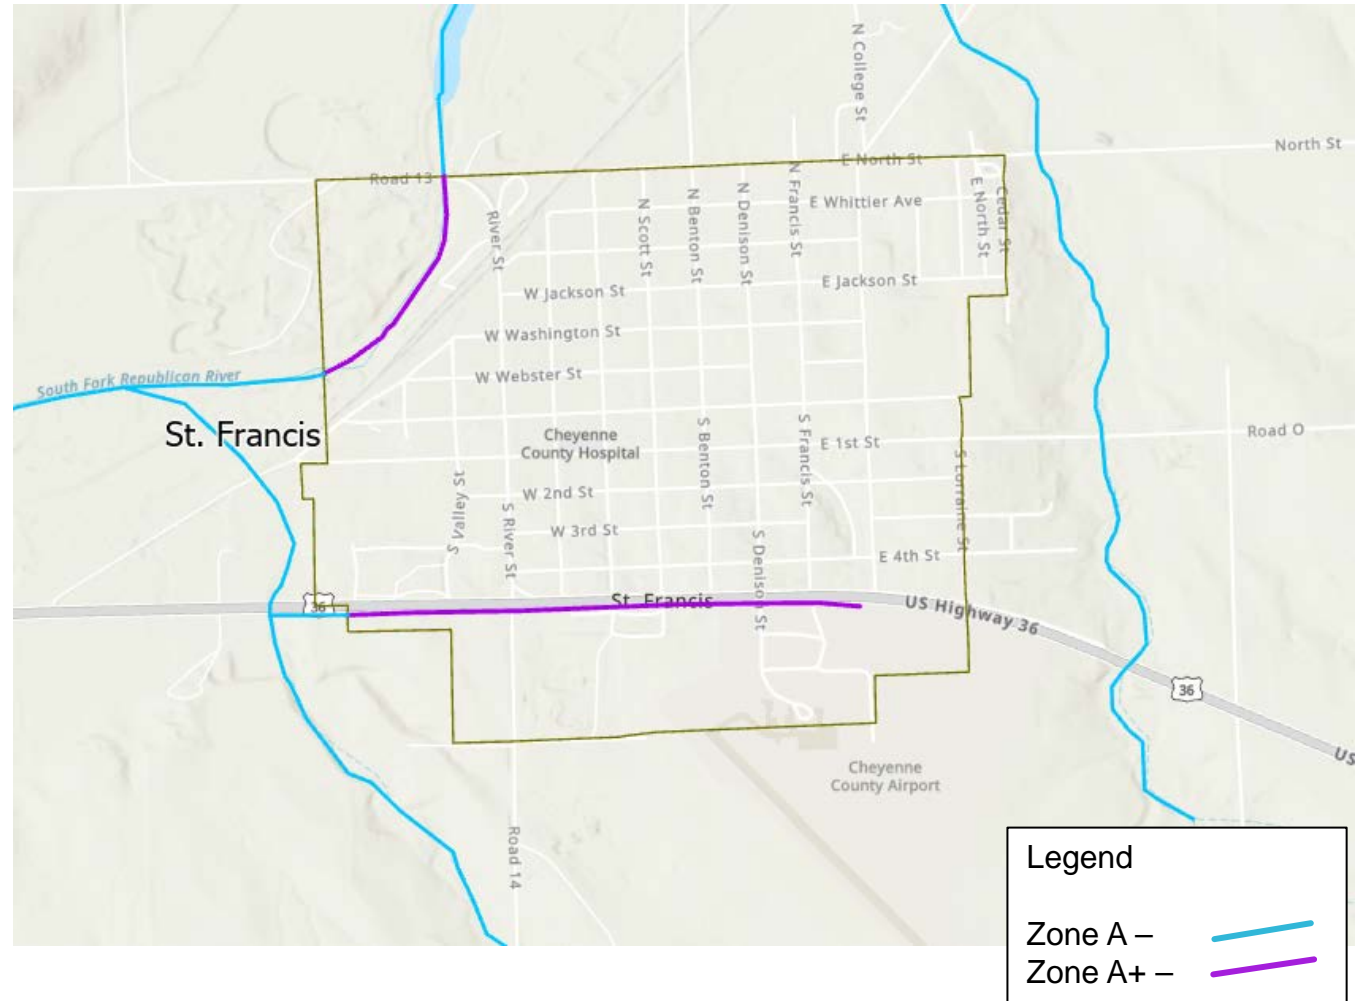 N College St
North St
E North St
Road 13
N Francis St
N Benton St
N Denison St
E North St
Cedar St
E Whittier Ave
N Scott St
River St
E Jackson St
W Jackson St
W Washington St
South Fork Republican River
W Webster St
St. Francis
Cheyenne
County Hospital
S Benton St
S Francis St
E 1st St
Road O
S Lorraine St
S Valley St
W 2nd St
S River St
W 3rd St
S Denison St
E 4th St
36
St. Francis
US Highway 36
36
US
Cheyenne
County Airport
Road 14
Legend
Zone A –
Zone A+ –